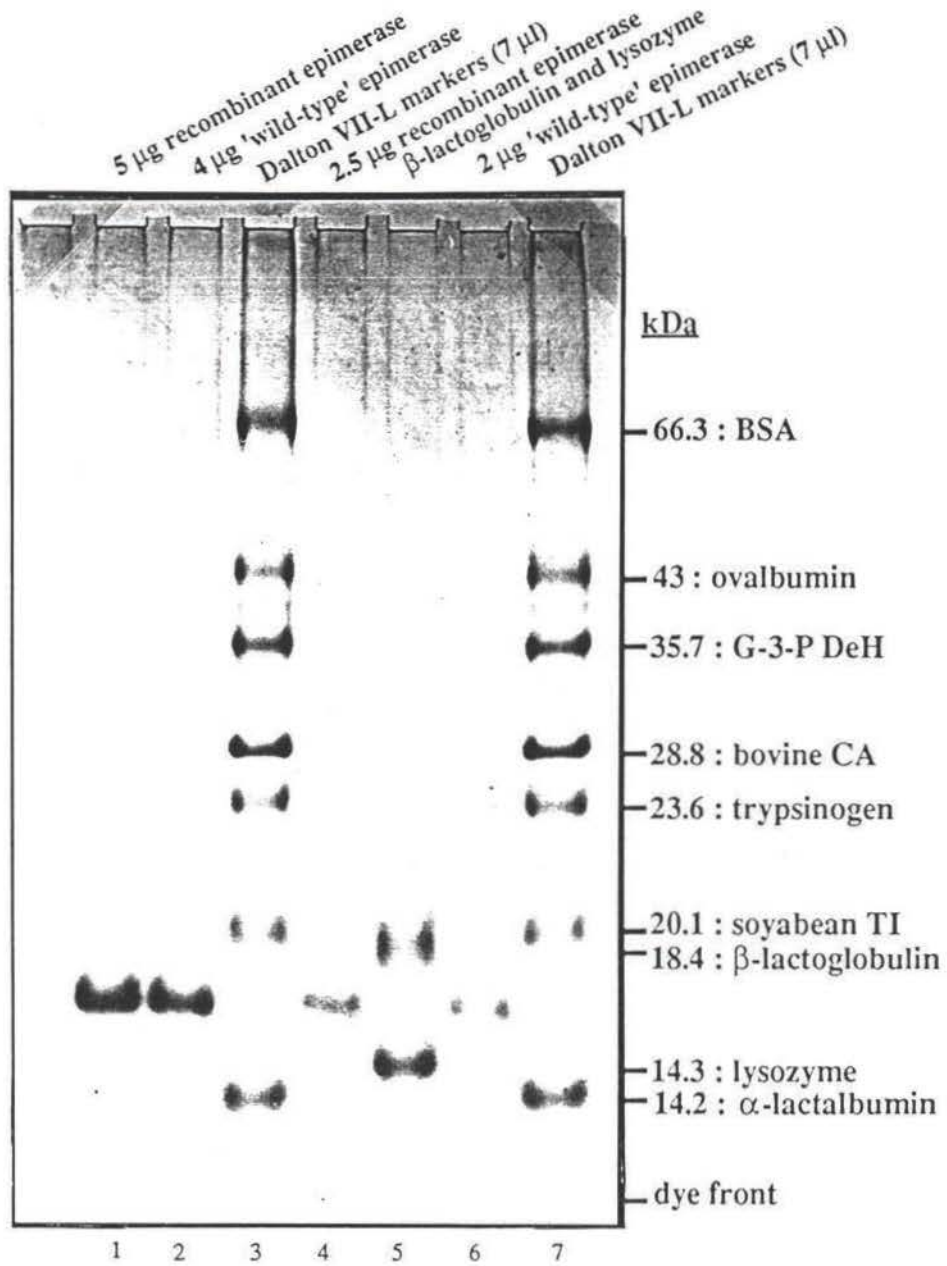 5 µg recombinant epimerase
4 µg 'wild-type' epimerase
Dalton VII-L markers (7 µl)
2.5 µg recombinant epimerase
β-lactoglobulin and lysozyme
2 µg 'wild-type' epimerase
Dalton VII-L markers (7 µl)
kDa
66.3 : BSA
43 : ovalbumin
35.7 : G-3-P DeH
28.8 : bovine CA
23.6 : trypsinogen
20.1 : soyabean TI
18.4 : β-lactoglobulin
14.3 : lysozyme
14.2 : α-lactalbumin
dye front
1 2 3 4 5 6 7